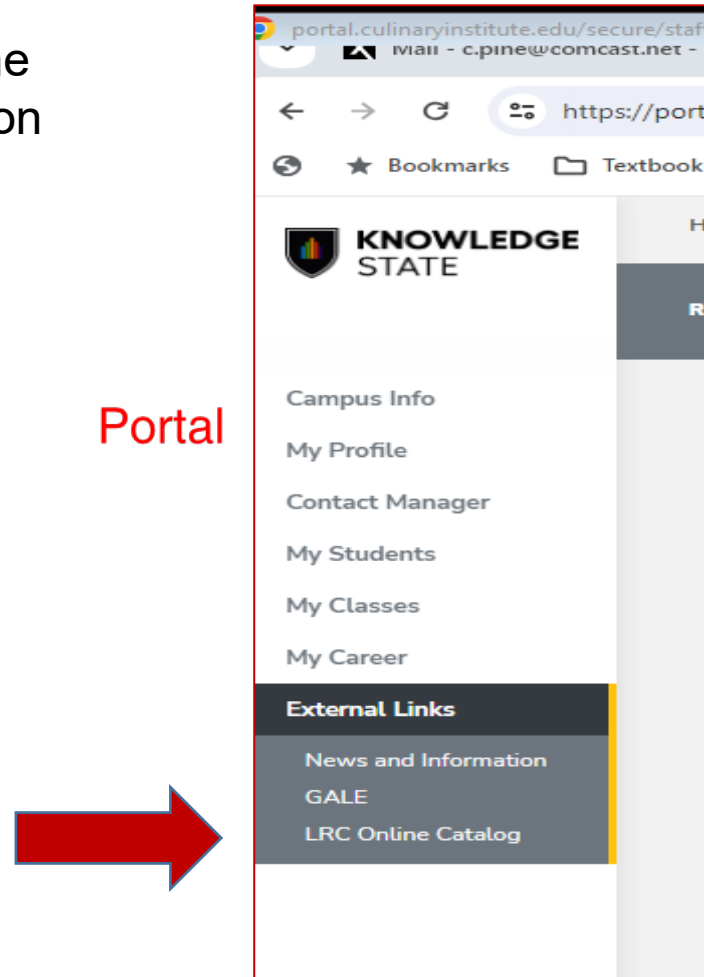 portal.culinaryinstitute.edu/secure/staf
Mail - c.pine@comcast.net -
https://port
Bookmarks Textbook
KNOWLEDGE
STATE
Portal
Campus Info
My Profile
Contact Manager
My Students
My Classes
My Career
External Links
News and Information
GALE
LRC Online Catalog